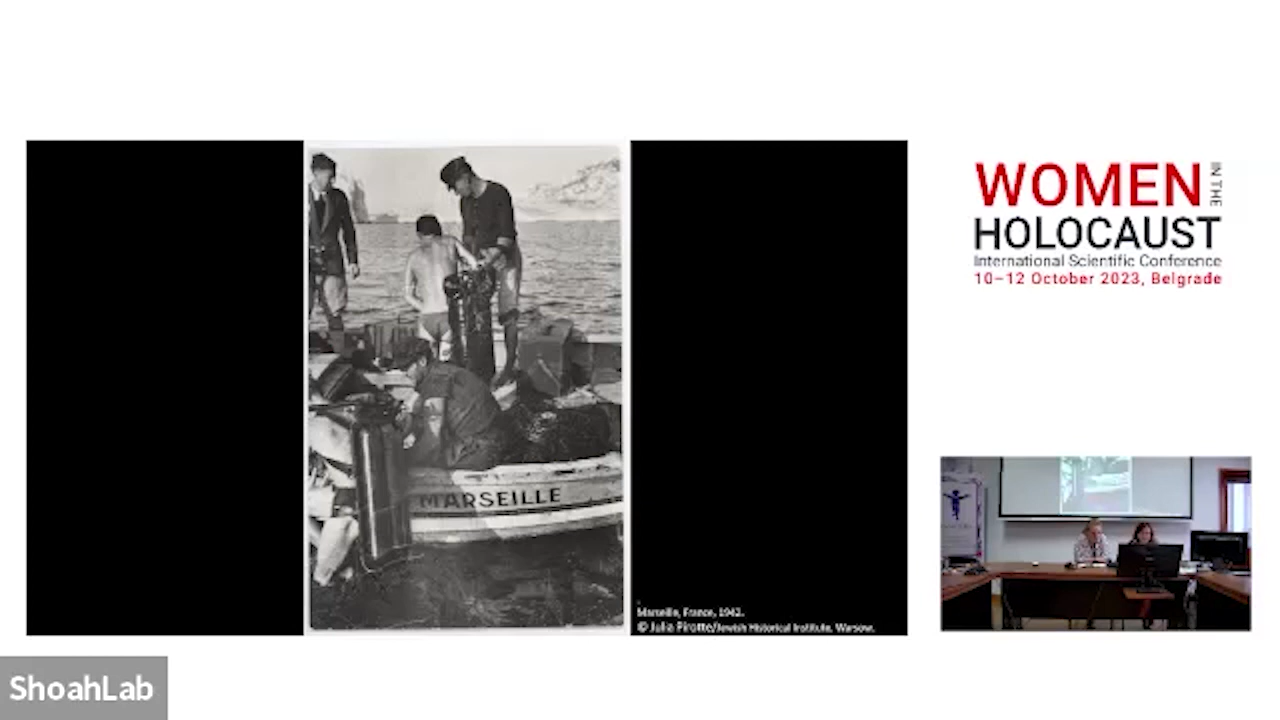 WOMEN IN THE
HOLOCAUST
International Scientific Conference
10–12 October 2023, Belgrade
MARSEILLE
Marseille, France, 1942.
© Julia Pirotte/Jewish Historical Institute, Warsaw.
ShoahLab